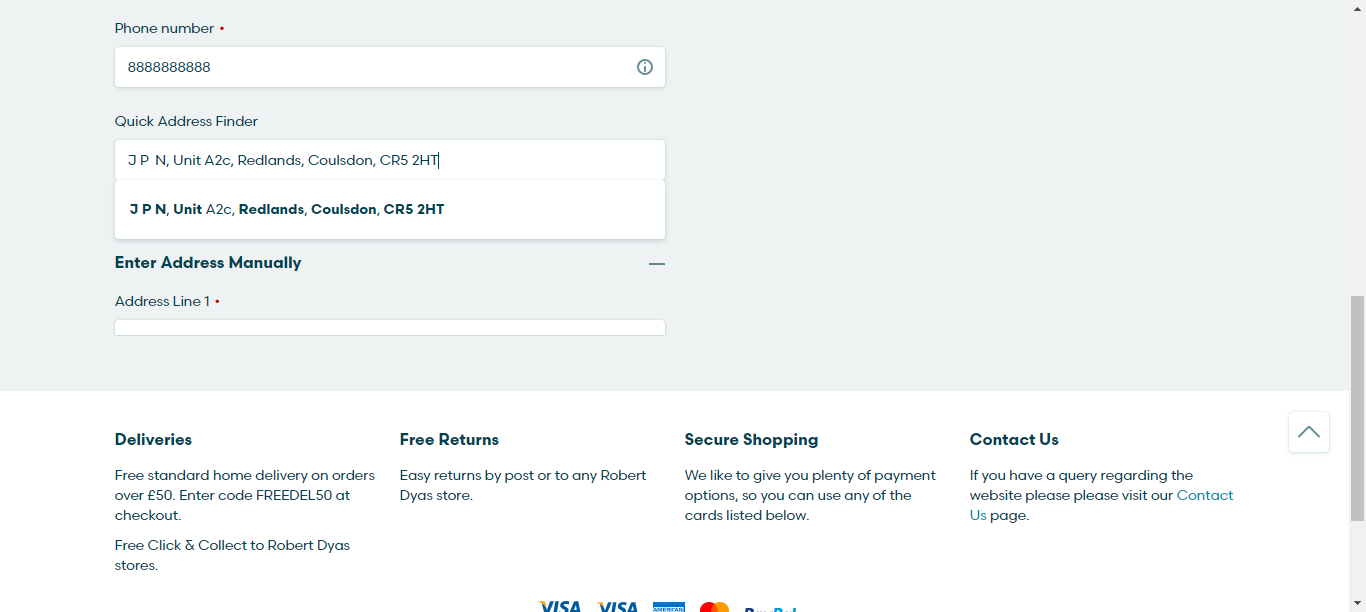 Phone number •
8888888888
Quick Address Finder
J P  N, Unit A2c, Redlands, Coulsdon, CR5 2HT
J P N, Unit A2c, Redlands, Coulsdon, CR5 2HT
Enter Address Manually
Address Line 1 •
Deliveries
Free standard home delivery on orders
over £50. Enter code FREEDEL50 at
checkout.
Free Click & Collect to Robert Dyas
stores.
Free Returns
Easy returns by post or to any Robert
Dyas store.
Secure Shopping
We like to give you plenty of payment
options, so you can use any of the
cards listed below.
Contact Us
If you have a query regarding the
website please please visit our Contact
Us page.
VISA VISA AMERICAN PayPal